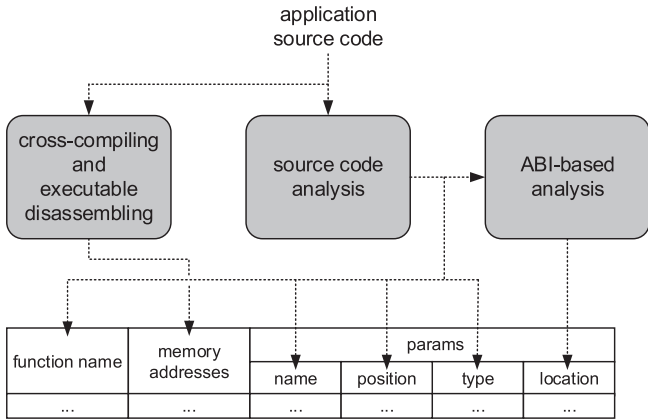 application
source code
cross-compiling
and
executable
disassembling
source code
analysis
ABI-based
analysis
function name
memory
addresses
params
name
position
type
location
... ... ... ... ... ...